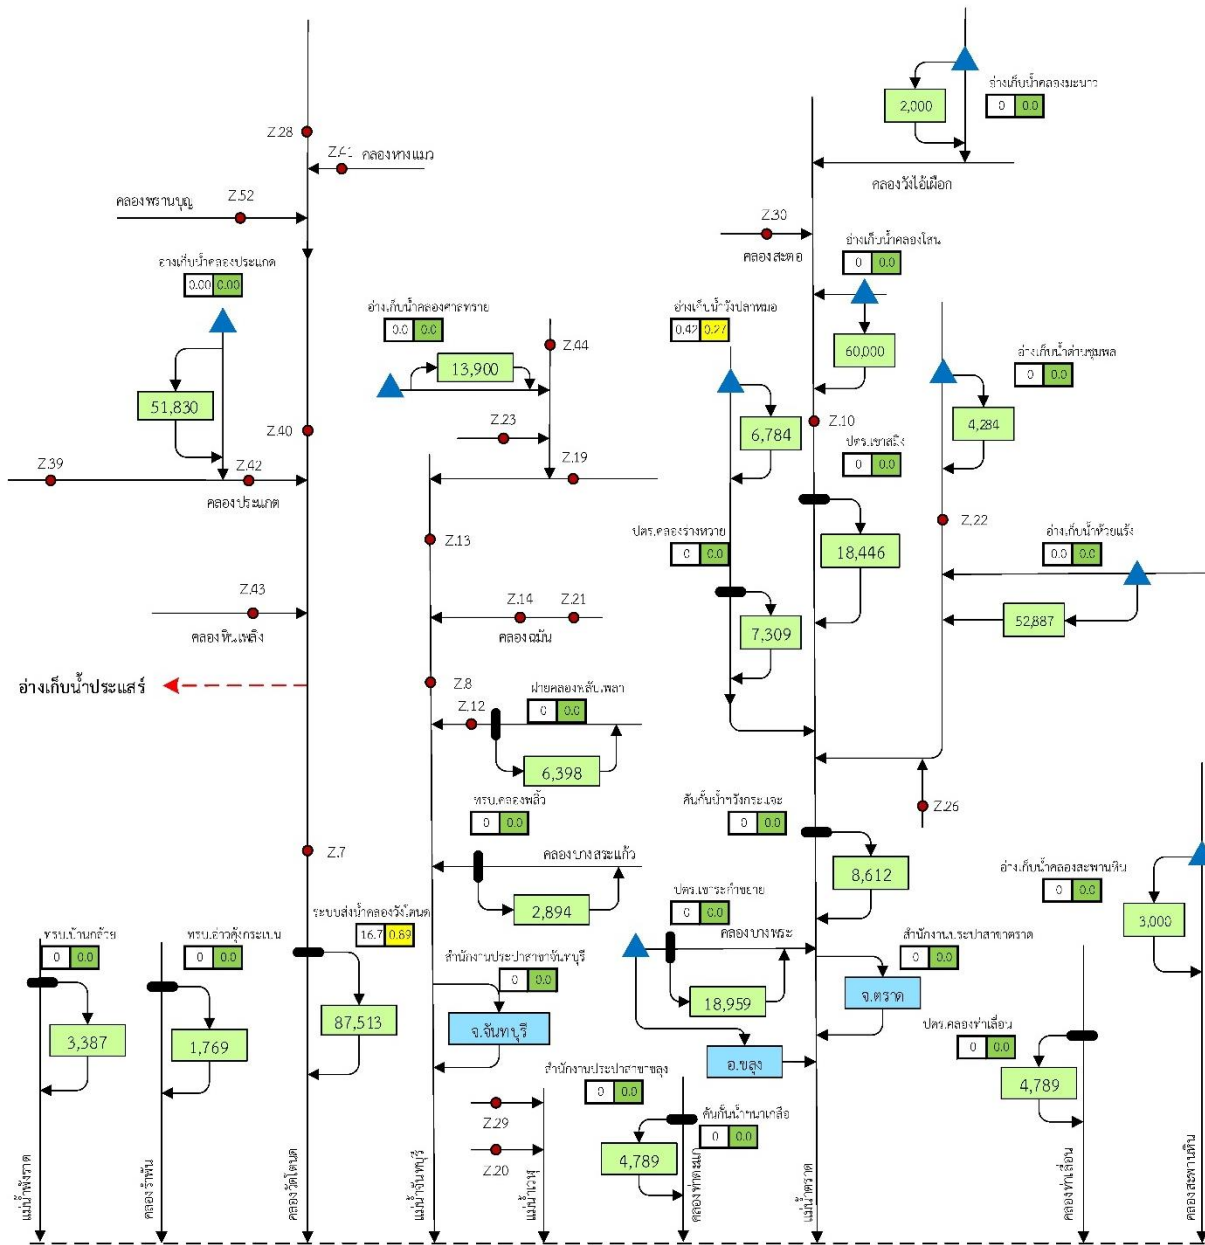 อ่างเก็บน้ำคลองมะนาว
0 0.0
2,000
Z.28
Z.41
คลองหางแมว
คลองวังไอ้เผือก
Z.52
คลองพรานบุญ
Z.30
คลองสะตอ
อ่างเก็บน้ำคลองโสน
0 0.0
60,000
อ่างเก็บน้ำคลองประแกด
0.00 0.00
51,830
อ่างเก็บน้ำคลองศาลทราย
0.0 0.0
13,900
Z.44
อ่างเก็บน้ำวังปลาหมอ
0.42 0.27
6,784
อ่างเก็บน้ำด่านชุมพล
0 0.0
4,284
Z.40
Z.23
Z.10
ปตร.เขาสมิง
0 0.0
18,446
Z.39
Z.42
คลองประแกต
Z.19
Z.13
Z.22
ปตร.คลองร่างหวาย
0 0.0
7,309
อ่างเก็บน้ำห้วยแร้ง
0.0 0.0
52,887
Z.43
คลองหินเพลิง
Z.14
Z.21
คลองฉมัน
อ่างเก็บน้ำประแสร์
Z.8
Z.12
0 0.0
6,398
ทรบ.คลองพลิ้ว
0 0.0
คลองบางสระแก้ว
2,894
คันกั้นน้ำฯวังกระแจะ
0 0.0
8,612
Z.26
Z.7
อ่างเก็บน้ำคลองสะพานหิน
0 0.0
3,000
ทรบ.บ้านกล้วย
0 0.0
3,387
ทรบ.อ่าวคุ้งกระเบน
0 0.0
1,769
ระบบส่งน้ำคลองวังโตนด
16.7 0.89
87,513
สำนักงานประปาสาขาจันทบุรี
0 0.0
จ.จันทบุรี
ปตร.เขาระกำขยาย
0 0.0
คลองบางพระ
18,959
อ.ขลุง
สำนักงานประปาสาขาตราด
0 0.0
จ.ตราด
ปตร.คลองท่าเลื่อน
0 0.0
4,789
สำนักงานประปาสาขาขลุง
0 0.0
4,789
คันกั้นน้ำฯนาเกลือ
0 0.0
Z.29
Z.20
แม่น้ำพังราด
คลองรำพัน
คลองวังโตนด
แม่น้ำจันทบุรี
แม่น้ำเวฬุ
แม่น้ำตราด
คลองท่าเลื่อน
คลองสะพานหิน